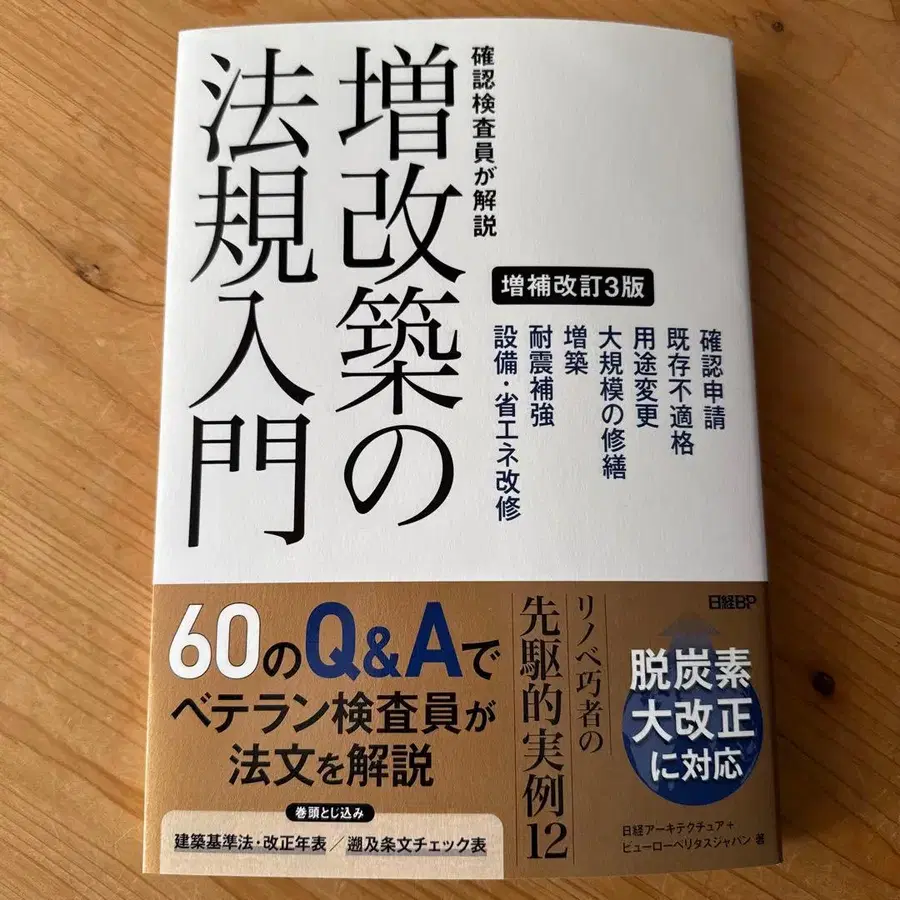 確認検査員が解説
増改築の
法規入門
増補改訂3版
確認申請
既存不適格
用途変更
大規模の修繕
増築
耐震補強
設備・省エネ改修
日経BP
脱炭素
大改正
に対応
リノベ巧者の
先駆的実例12
60のQ&Aで
ベテラン検査員が
法文を解説
巻頭とじ込み
建築基準法・改正年表／遡及条文チェック表
日経アーキテクチュア+
ビューローベリタスジャパン 著